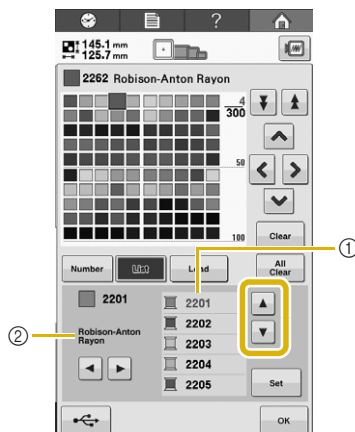 ?
145.1 mm
125.7 mm
2262 Robison-Anton Rayon
4
300
50
100
Clear
Number
List
Load
All
Clear
①
2201
2201
②
Robison-Anton
Rayon
2202
2203
2204
2205
Set
OK